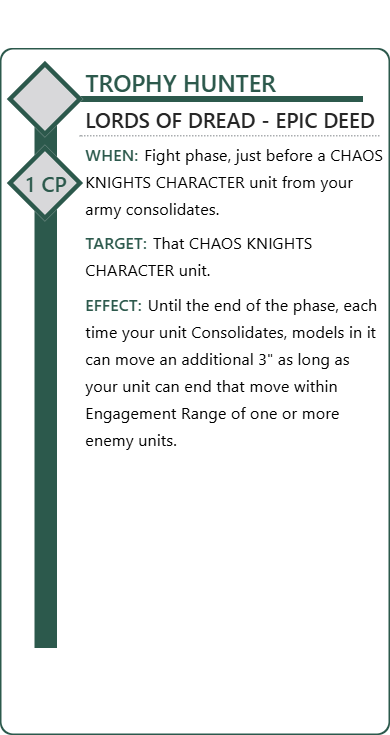 TROPHY HUNTER
LORDS OF DREAD - EPIC DEED
1 CP
WHEN: Fight phase, just before a CHAOS
KNIGHTS CHARACTER unit from your
army consolidates.
TARGET: That CHAOS KNIGHTS
CHARACTER unit.
EFFECT: Until the end of the phase, each
time your unit Consolidates, models in it
can move an additional 3" as long as
your unit can end that move within
Engagement Range of one or more
enemy units.